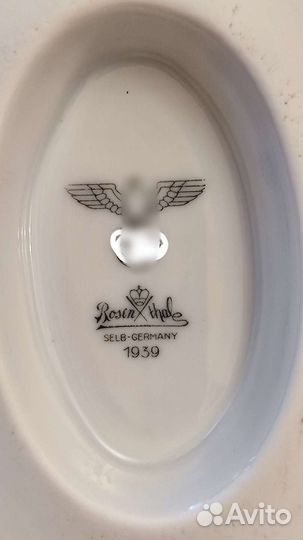 Rosenthal
SELB-GERMANY
1939
Avito